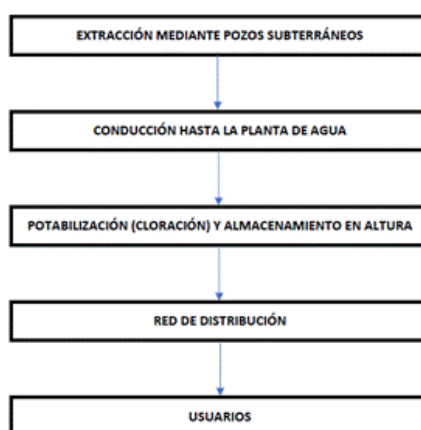 EXTRACCIÓN MEDIANTE POZOS SUBTERRÁNEOS
CONDUCCIÓN HASTA LA PLANTA DE AGUA
POTABILIZACIÓN (CLORACIÓN) Y ALMACENAMIENTO EN ALTURA
RED DE DISTRIBUCIÓN
USUARIOS